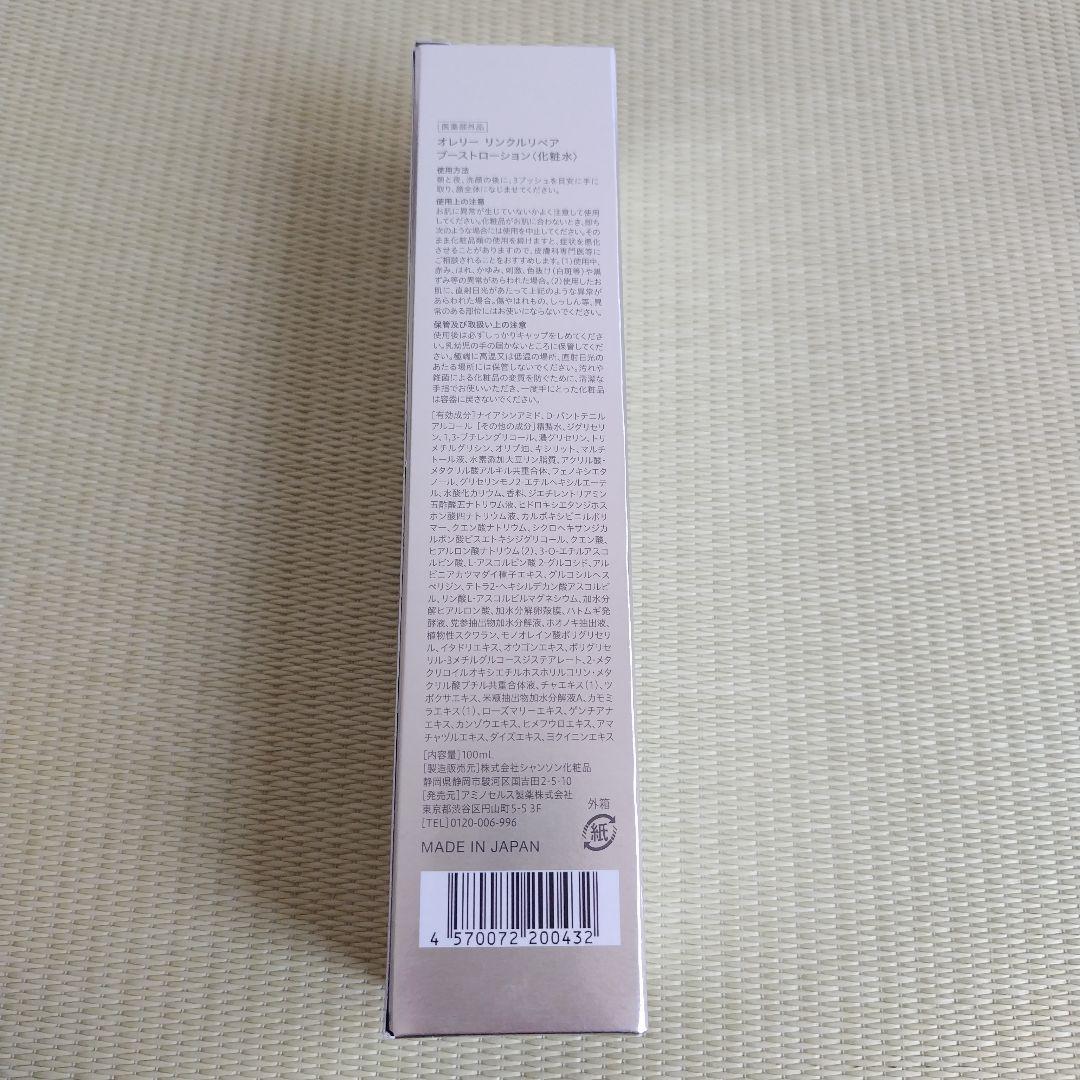 医薬部外品
オレリー リンクルリペア
ブーストローション〈化粧水〉
使用方法
朝と夜、洗顔の後に、3プッシュを目安に手に
取り、顔全体になじませてください。
使用上の注意
お肌に異常が生じていないかよく注意して使用
してください。化粧品がお肌に合わないとき、即ち
次のような場合には使用を中止してください。その
まま化粧品類の使用を続けますと、症状を悪化
させることがありますので、皮膚科専門医等に
ご相談されることをおすすめします。(1)使用中、
赤み、はれ、かゆみ、刺激、色抜け(白斑等)や黒
ずみ等の異常があらわれた場合。(2)使用したお
肌に、直射日光があたって上記のような異常が
あらわれた場合。傷やはれもの、しっしん等、異
常のある部位にはお使いにならないでください。
保管及び取扱い上の注意
使用後は必ずしっかりキャップをしめてくださ
い。乳幼児の手の届かないところに保管してくだ
さい。極端に高温又は低温の場所、直射日光の
あたる場所には保管しないでください。汚れや
雑菌による化粧品の変質を防ぐために、清潔な
手指でお使いいただき、一度手にとった化粧品
は容器に戻さないでください。
[有効成分]ナイアシンアミド、D-パントテニル
アルコール [その他の成分]精製水、ジグリセリ
ン、1,3-ブチレングリコール、濃グリセリン、トリ
メチルグリシン、オリブ油、キシリット、マルチ
トール液、水素添加大豆リン脂質、アクリル酸・
メタクリル酸アルキル共重合体、フェノキシエタ
ノール、グリセリンモノ2-エチルヘキシルエーテ
ル、水酸化カリウム、香料、ジエチレントリアミン
五酢酸五ナトリウム液、ヒドロキシエタンジホス
ホン酸四ナトリウム液、カルボキシビニルポリ
マー、クエン酸ナトリウム、シクロヘキサンジカ
ルボン酸ビスエトキシジグリコール、クエン酸、
ヒアルロン酸ナトリウム(2)、3-O-エチルアスコ
ルビン酸、L-アスコルビン酸 2-グルコシド、アル
ピニアカツマダイ種子エキス、グルコシルヘス
ペリジン、テトラ2-ヘキシルデカン酸アスコルビ
ル、リン酸L-アスコルビルマグネシウム、加水分
解ヒアルロン酸、加水分解卵殻膜、ハトムギ発
酵液、党参抽出物加水分解液、ホオノキ抽出液、
植物性スクワラン、モノオレイン酸ポリグリセリ
ル、イタドリエキス、オウゴンエキス、ポリグリセ
リル-3メチルグルコースジステアレート、2-メタ
クリロイルオキシエチルホスホリルコリン・メタ
クリル酸ブチル共重合体液、チャエキス(1)、ツ
ボクサエキス、米糠抽出物加水分解液A、カモミ
ラエキス(1)、ローズマリーエキス、ゲンチアナ
エキス、カンゾウエキス、ヒメフウロエキス、アマ
チャヅルエキス、ダイズエキス、ヨクイニンエキス
[内容量]100mL
[製造販売元]株式会社シャンソン化粧品
静岡県静岡市駿河区国吉田2-5-10
[発売元]アミノセルス製薬株式会社
東京都渋谷区円山町5-5 3F
[TEL]0120-006-996
外箱
紙
MADE IN JAPAN
4 570072 200432